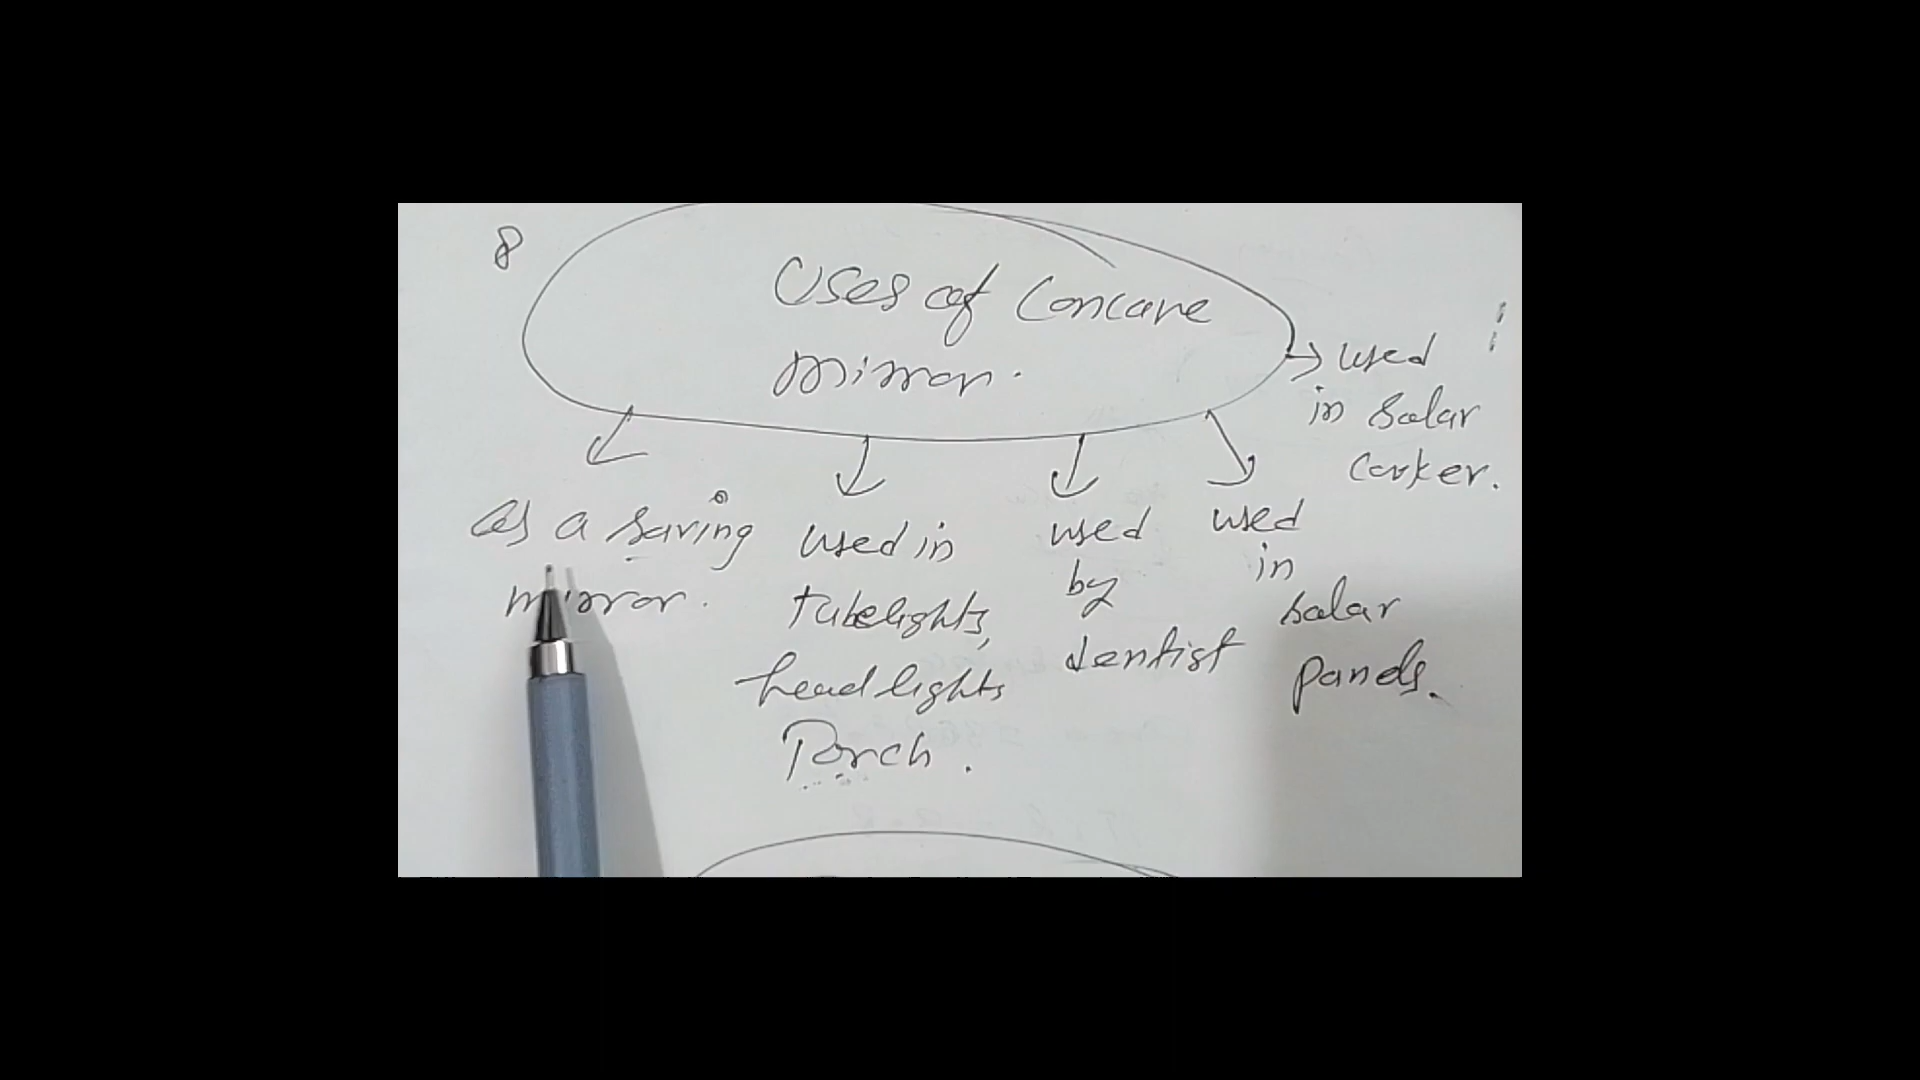 8
Uses of Concave
mirror.
As a saving
mirror.
used in
tubelights,
headlights
Torch.
used
by
dentist
used
in
solar
panels.
→ used
in solar
cooker.